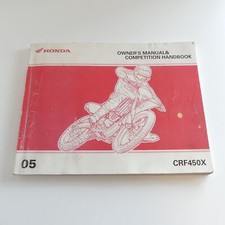 HONDA
OWNER'S MANUAL &
COMPETITION HANDBOOK
05
CRF450X